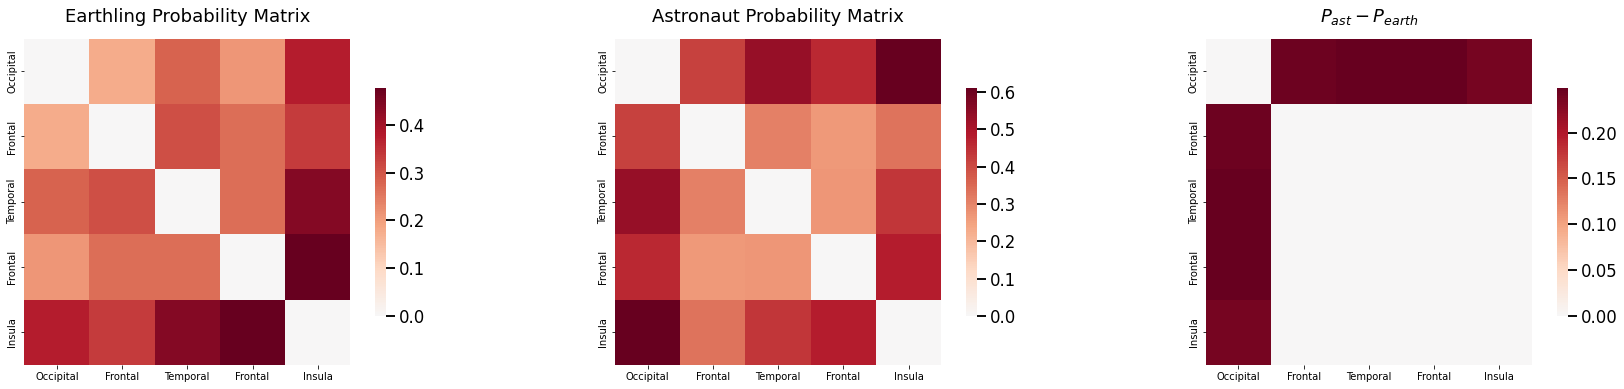 Earthling Probability Matrix
Occipital
Frontal
Temporal
Frontal
Insula
Occipital Frontal Temporal Frontal Insula
0.4
0.3
0.2
0.1
0.0
Astronaut Probability Matrix
Occipital
Frontal
Temporal
Frontal
Insula
Occipital Frontal Temporal Frontal Insula
0.6
0.5
0.4
0.3
0.2
0.1
0.0
P_ast − P_earth
Occipital
Frontal
Temporal
Frontal
Insula
Occipital Frontal Temporal Frontal Insula
0.20
0.15
0.10
0.05
0.00